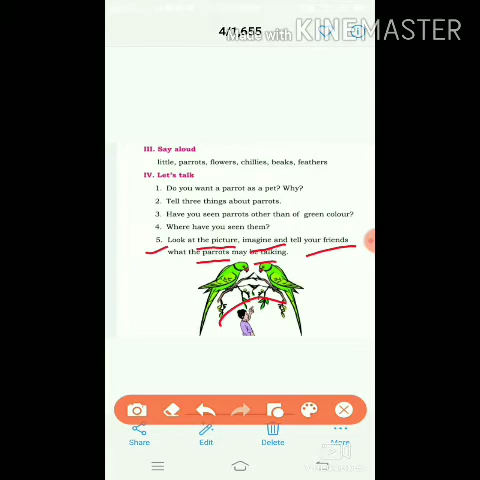 4/1,655
Made with KINEMASTER
III. Say aloud
little, parrots, flowers, chillies, beaks, feathers
IV. Let's talk
1. Do you want a parrot as a pet? Why?
2. Tell three things about parrots.
3. Have you seen parrots other than of green colour?
4. Where have you seen them?
5. Look at the picture, imagine and tell your friends
what the parrots may be talking.
Share
Edit
Delete
More